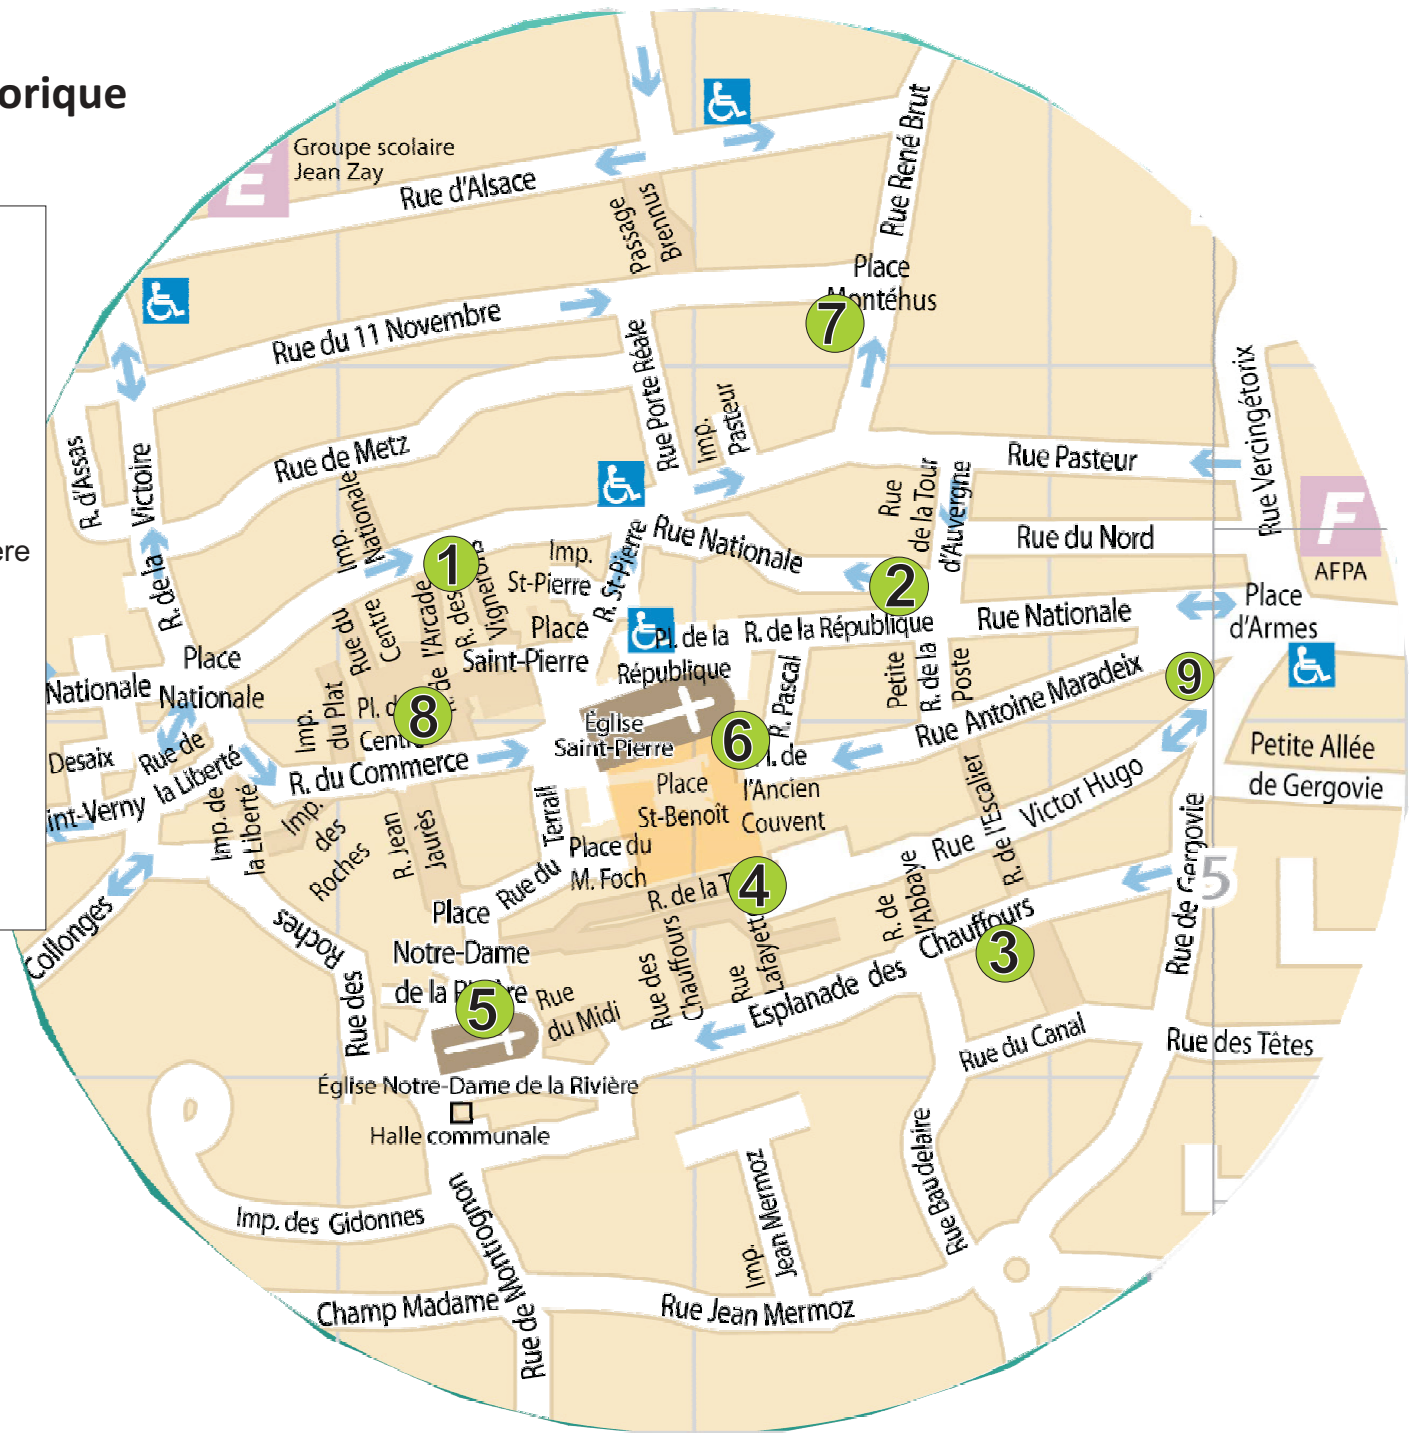 orique
ère
E
Groupe scolaire
Jean Zay
Rue d'Alsace
Passage
Brennus
Rue René Brut
Place
Montéhus
7
Rue du 11 Novembre
Rue Porte Réale
Imp.
Pasteur
Rue de Metz
R. d'Assas
R. de la
Victoire
Imp.
Nationale
Rue Pasteur
Rue Vercingétorix
F
AFPA
Rue
de la Tour
d'Auvergne
Rue du Nord
Rue Nationale
1
2
Imp.
St-Pierre
R. St-Pierre
Place
Saint-Pierre
Rue du
Centre
de l'Arcade
R. des
Vignerons
Pl. de la
République
R. de la République
Rue Nationale
Place
d'Armes
Place
Nationale
Nationale
Imp.
du Plat
8
R. Pascal
Petite
R. de la
Poste
Rue Antoine Maradeix
9
Église
Saint-Pierre
6
Desaix
Rue de
la Liberté
int-Verny
R. du Commerce
Place
St-Benoît
l'Ancien
Couvent
Petite Allée
de Gergovie
Imp. de
la Liberté
Imp.
des
Roches
R. Jean
Jaurès
Rue du
Terrail
Place du
M. Foch
4
Rue
Victor Hugo
R. de l'Escalier
R. de
l'Abbaye
Rue de Gergovie
5
Collonges
Rue des
Roches
Place
Notre-Dame
5
Rue
du Midi
Rue des
Chauffours
Rue
Lafayette
Esplanade des
Chauffours
3
Rue du Canal
Rue des Têtes
Église Notre-Dame de la Rivière
Halle communale
Rue Baudelaire
Imp.
Jean Mermoz
Imp. des Gidonnes
Rue de Montrognon
Champ Madame
Rue Jean Mermoz